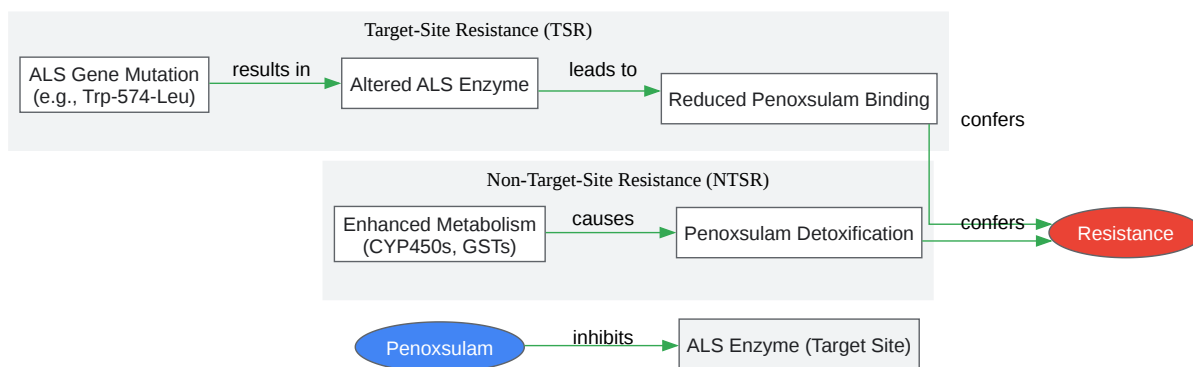 Target-Site Resistance (TSR)
ALS Gene Mutation
(e.g., Trp-574-Leu)
results in
Altered ALS Enzyme
leads to
Reduced Penoxsulam Binding
confers
Non-Target-Site Resistance (NTSR)
Enhanced Metabolism
(CYP450s, GSTs)
causes
Penoxsulam Detoxification
confers
Resistance
Penoxsulam
inhibits
ALS Enzyme (Target Site)